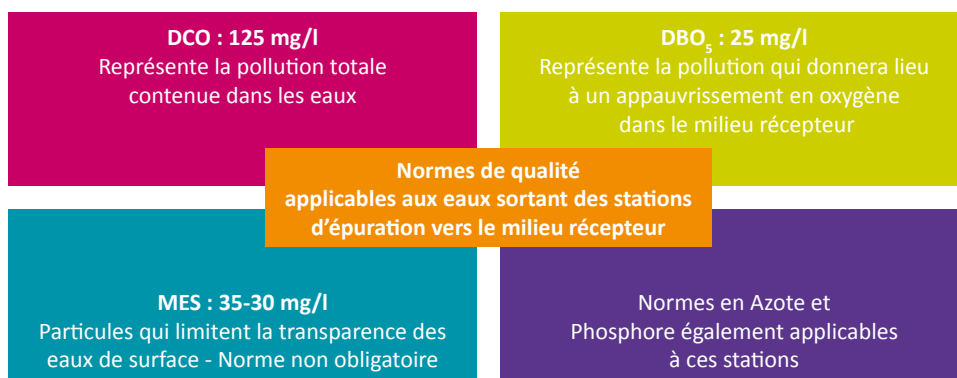 DCO : 125 mg/l
Représente la pollution totale
contenue dans les eaux
DBO₅ : 25 mg/l
Représente la pollution qui donnera lieu
à un appauvrissement en oxygène
dans le milieu récepteur
Normes de qualité
applicables aux eaux sortant des stations
d’épuration vers le milieu récepteur
MES : 35-30 mg/l
Particules qui limitent la transparence des
eaux de surface - Norme non obligatoire
Normes en Azote et
Phosphore également applicables
à ces stations